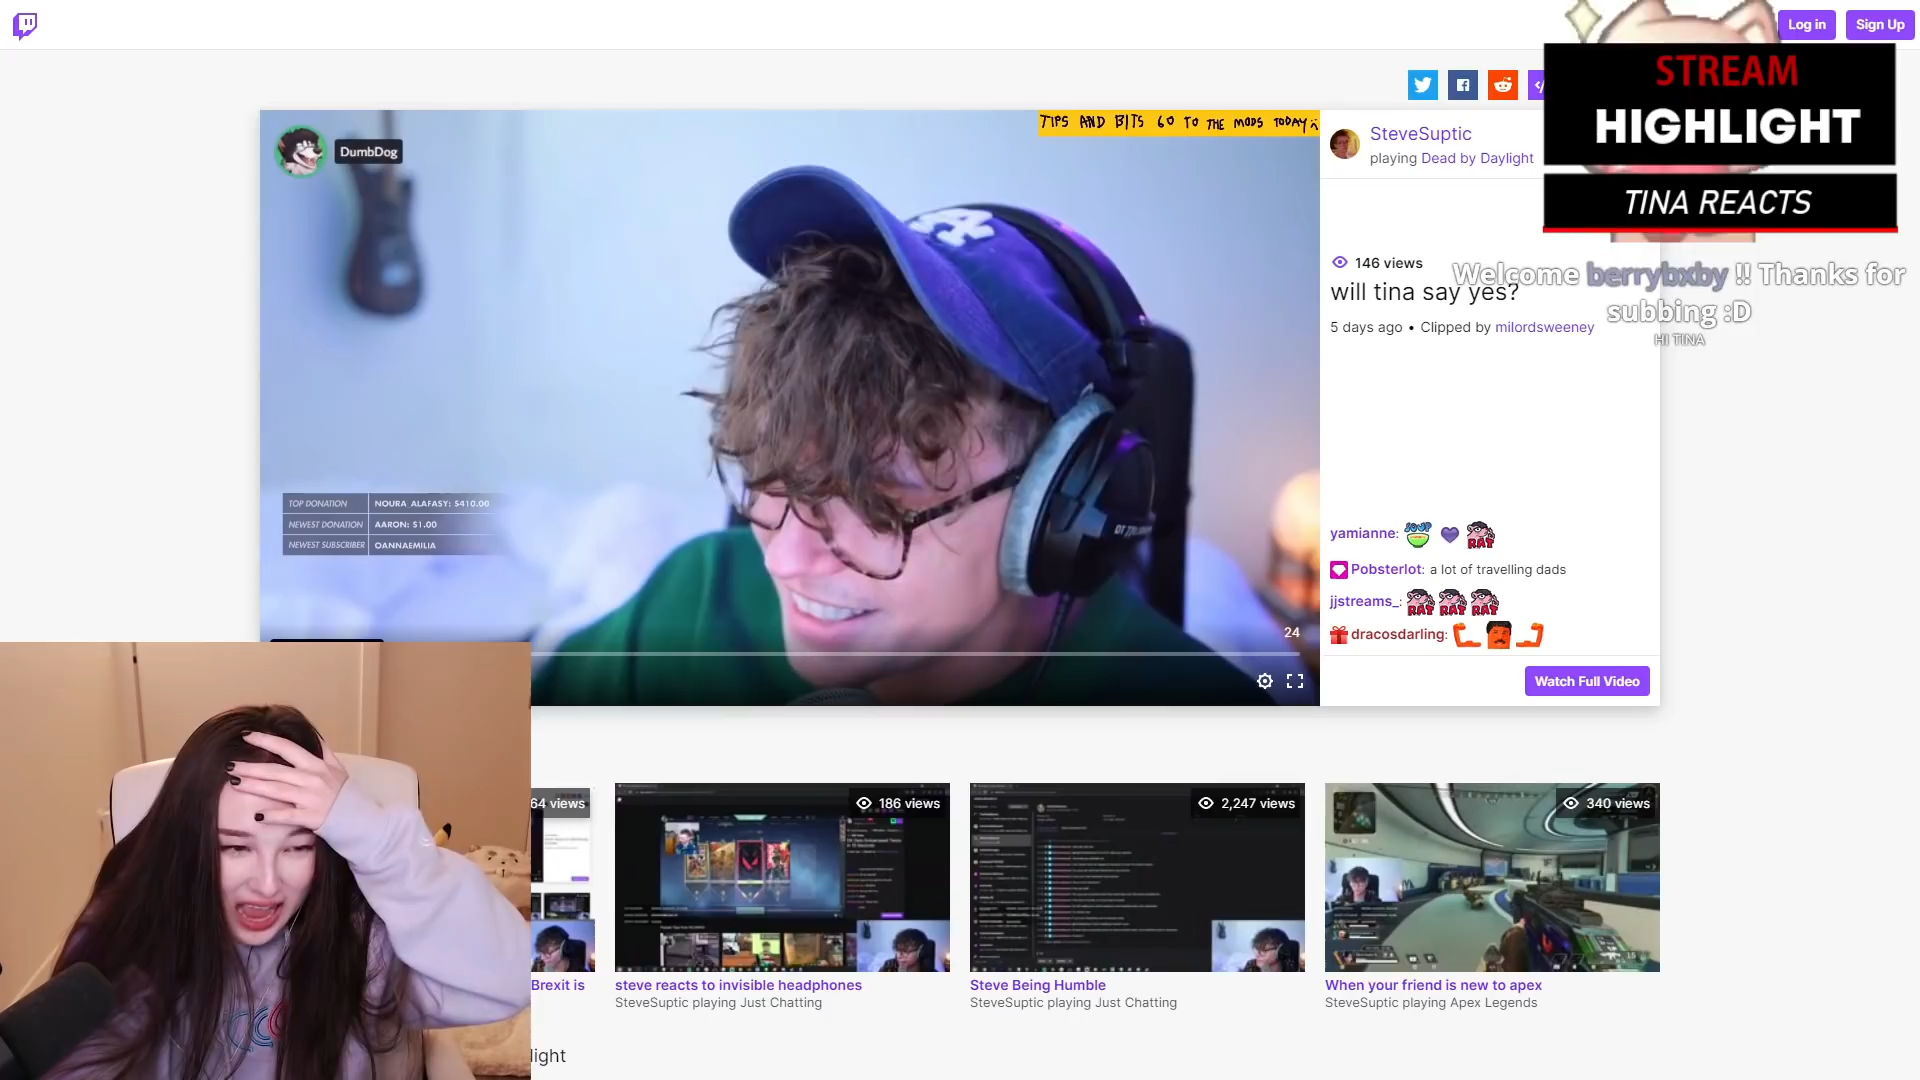 Log in
Sign Up
STREAM
HIGHLIGHT
TINA REACTS
TIPS AND BITS GO TO THE MODS TODAY
DumbDog
SteveSuptic
playing Dead by Daylight
146 views
will tina say yes?
5 days ago • Clipped by milordsweeney
Welcome berrybxby !! Thanks for
subbing :D
HI TINA
TOP DONATION NOURA_ALAFASY: $410.00
NEWEST DONATION AARON: $1.00
NEWEST SUBSCRIBER OANNAEMILIA
yamianne: SOUP RAT
Pobsterlot: a lot of travelling dads
jjstreams_: RAT RAT RAT
dracosdarling:
24
Watch Full Video
64 views
186 views
2,247 views
340 views
Brexit is
steve reacts to invisible headphones
SteveSuptic playing Just Chatting
Steve Being Humble
SteveSuptic playing Just Chatting
When your friend is new to apex
SteveSuptic playing Apex Legends
light